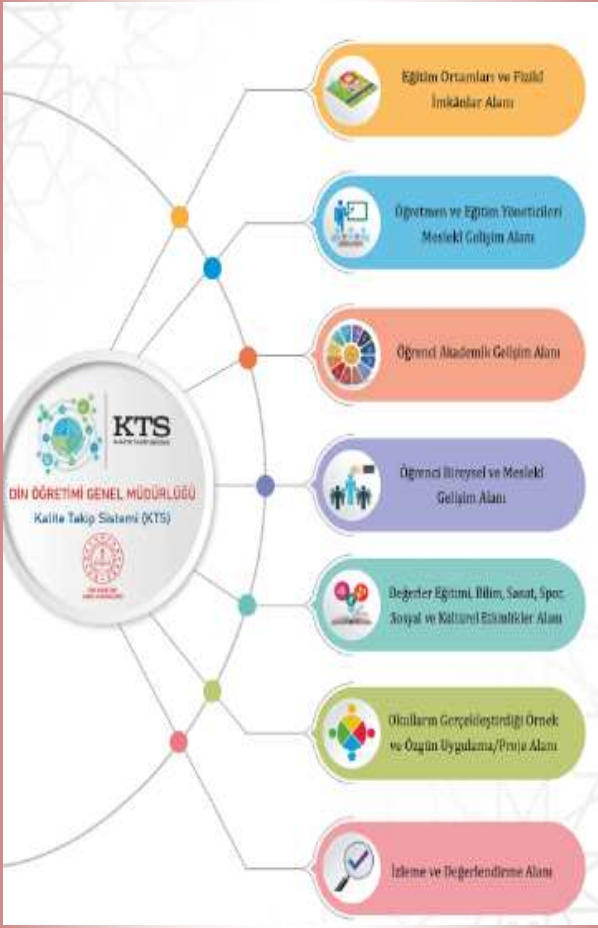 Eğitim Ortamları ve Fizikî
İmkânlar Alanı
Öğretmen ve Eğitim Yöneticileri
Mesleki Gelişim Alanı
Öğrenci Akademik Gelişim Alanı
KTS
DİN ÖĞRETİMİ GENEL MÜDÜRLÜĞÜ
Kalite Takip Sistemi (KTS)
Öğrenci Bireysel ve Mesleki
Gelişim Alanı
Değerler Eğitimi, Bilim, Sanat, Spor,
Sosyal ve Kültürel Etkinlikler Alanı
Okulların Gerçekleştirdiği Örnek
ve Özgün Uygulama/Proje Alanı
İzleme ve Değerlendirme Alanı